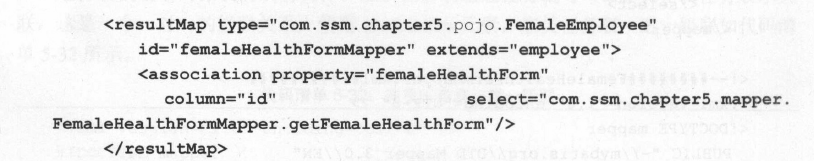 <resultMap type="com.ssm.chapter5.pojo.FemaleEmployee"
id="femaleHealthFormMapper" extends="employee">
<association property="femaleHealthForm"
column="id" select="com.ssm.chapter5.mapper.
FemaleHealthFormMapper.getFemaleHealthForm"/>
</resultMap>